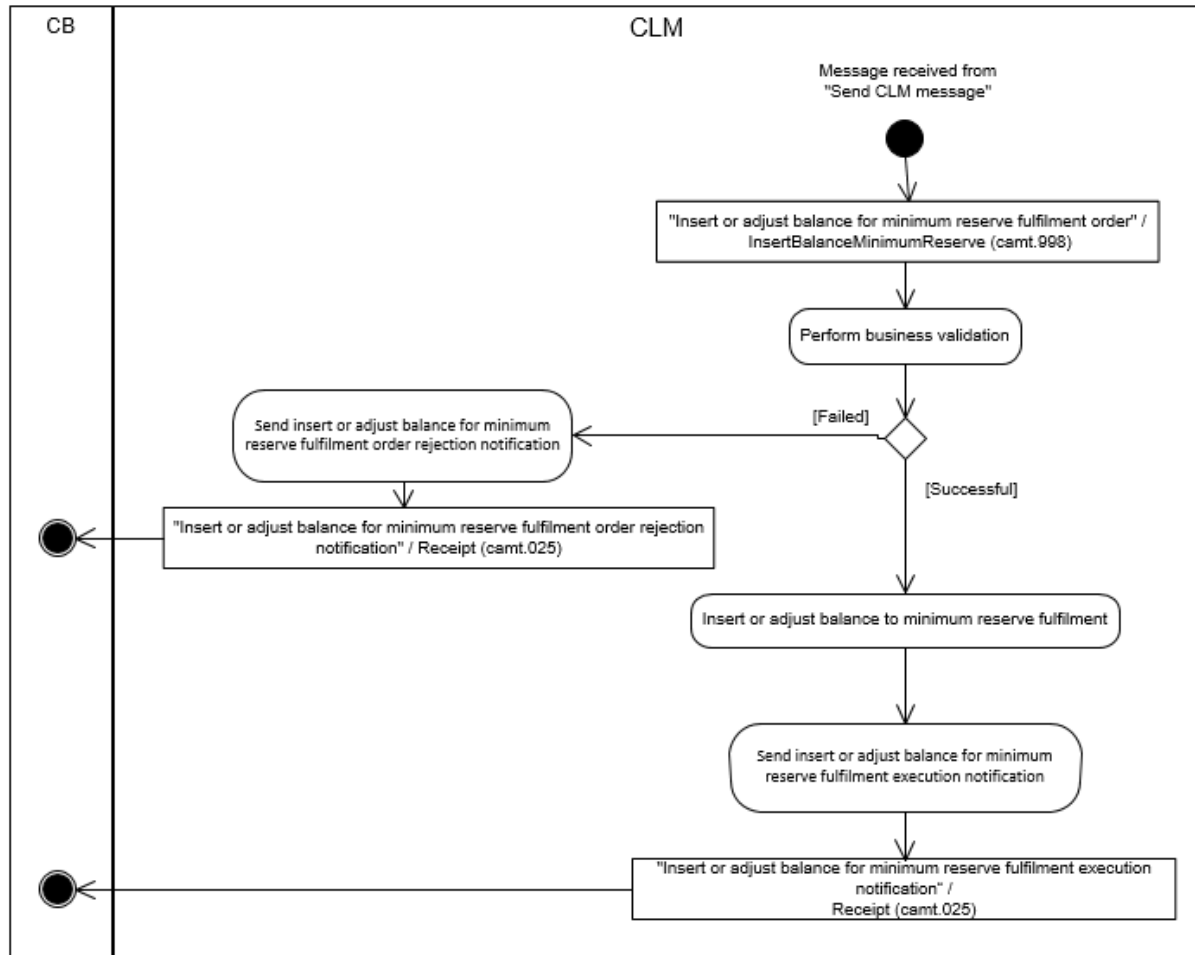 CB
CLM
Message received from
"Send CLM message"
"Insert or adjust balance for minimum reserve fulfilment order" /
InsertBalanceMinimumReserve (camt.998)
Perform business validation
[Failed]
Send insert or adjust balance for minimum
reserve fulfilment order rejection notification
[Successful]
"Insert or adjust balance for minimum reserve fulfilment order rejection
notification" / Receipt (camt.025)
Insert or adjust balance to minimum reserve fulfilment
Send insert or adjust balance for minimum
reserve fulfilment execution notification
"Insert or adjust balance for minimum reserve fulfilment execution
notification" /
Receipt (camt.025)